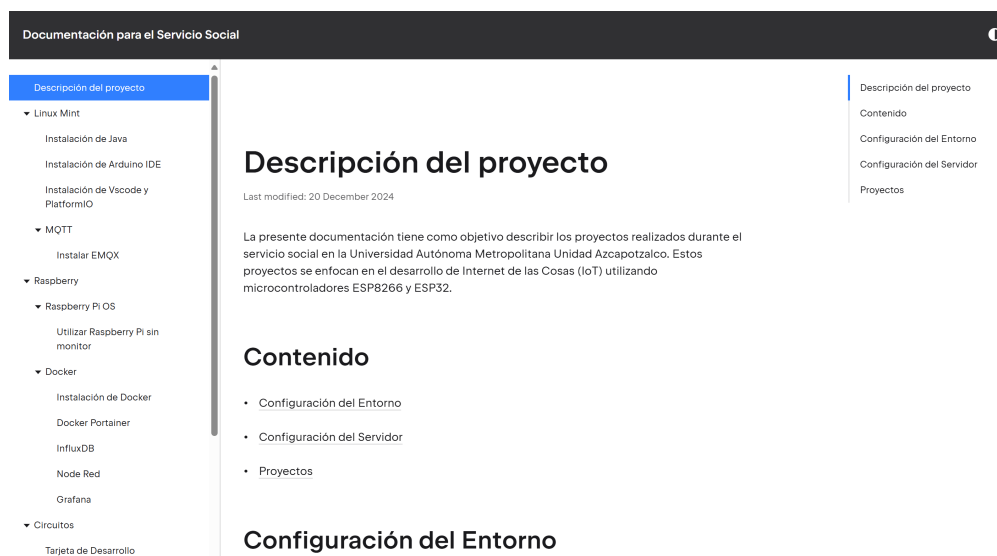 Documentación para el Servicio Social
Descripción del proyecto
Linux Mint
Instalación de Java
Instalación de Arduino IDE
Instalación de Vscode y
PlatformIO
MQTT
Instalar EMQX
Raspberry
Raspberry Pi OS
Utilizar Raspberry Pi sin
monitor
Docker
Instalación de Docker
Docker Portainer
InfluxDB
Node Red
Grafana
Circuitos
Tarjeta de Desarrollo
Descripción del proyecto
Last modified: 20 December 2024
La presente documentación tiene como objetivo describir los proyectos realizados durante el
servicio social en la Universidad Autónoma Metropolitana Unidad Azcapotzalco. Estos
proyectos se enfocan en el desarrollo de Internet de las Cosas (IoT) utilizando
microcontroladores ESP8266 y ESP32.
Contenido
• Configuración del Entorno
• Configuración del Servidor
• Proyectos
Configuración del Entorno
Descripción del proyecto
Contenido
Configuración del Entorno
Configuración del Servidor
Proyectos